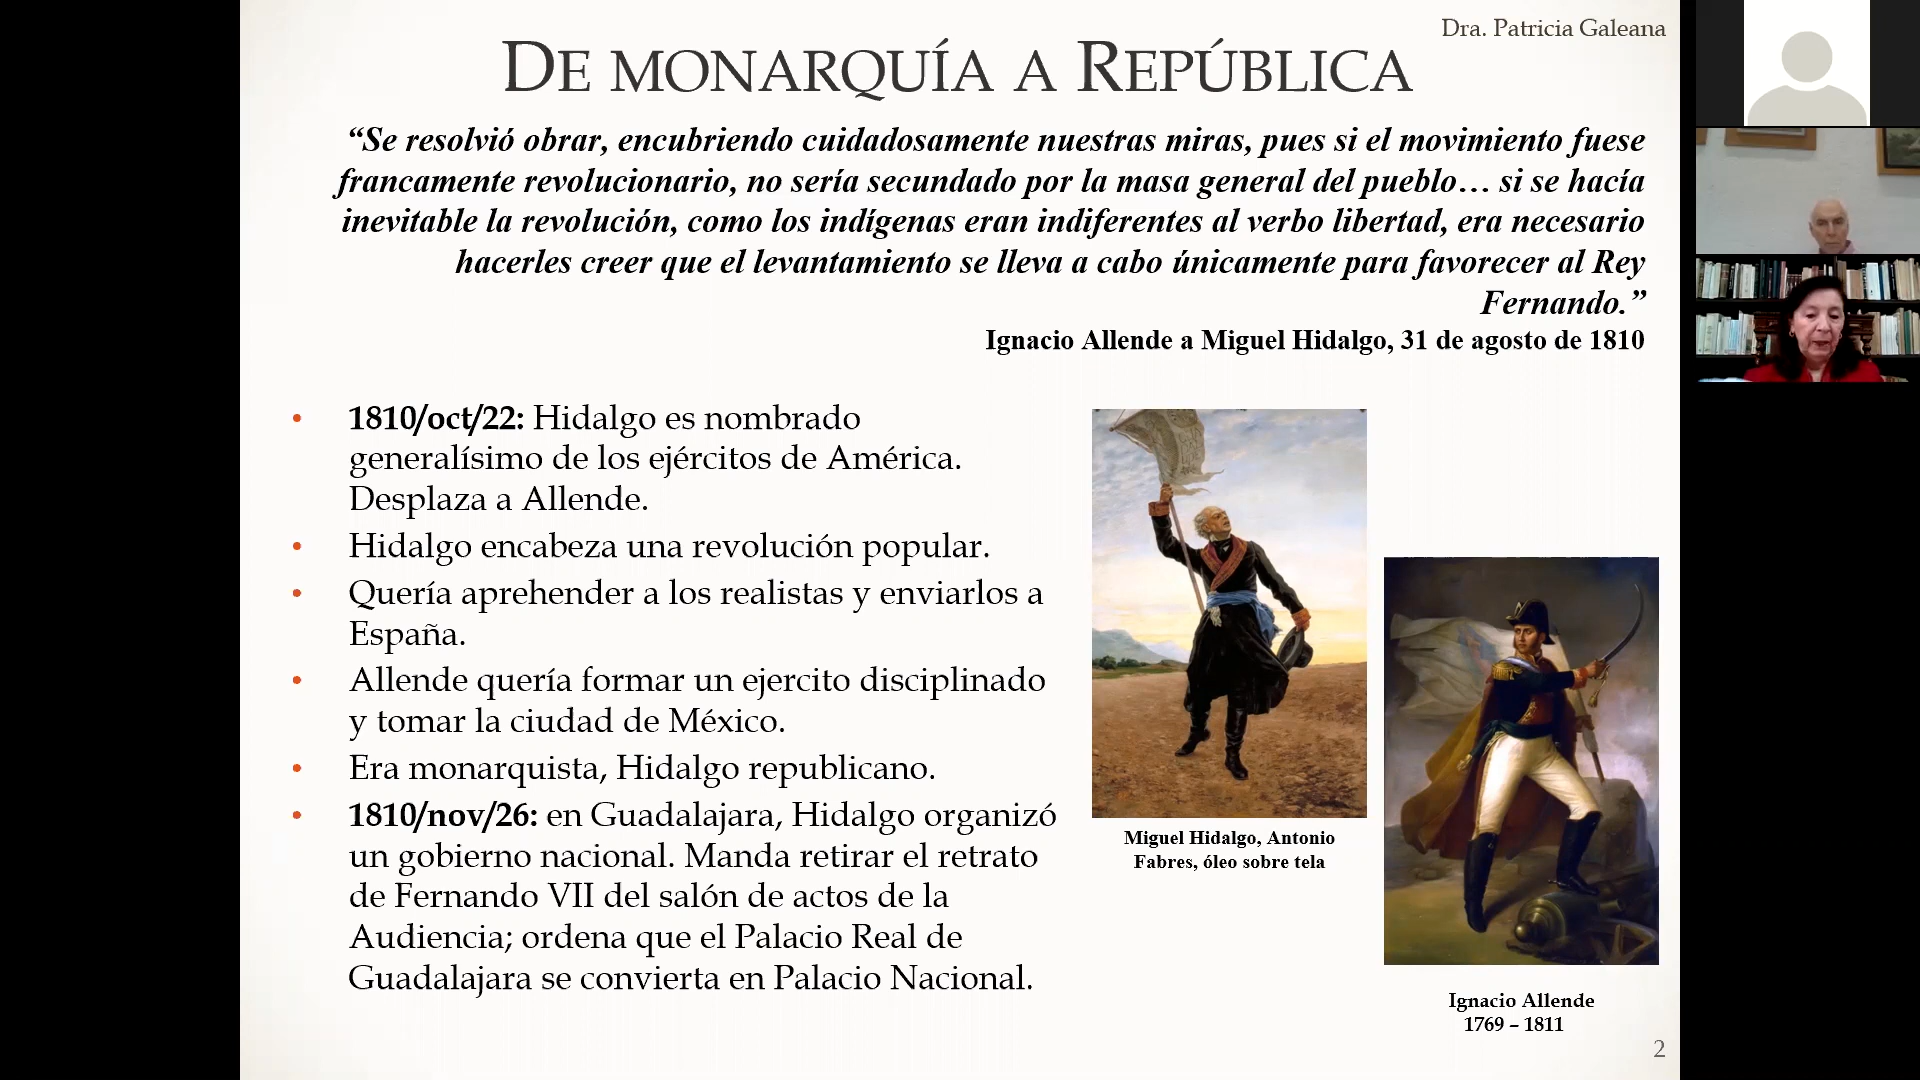 Dra. Patricia Galeana
DE MONARQUÍA A REPÚBLICA
“Se resolvió obrar, encubriendo cuidadosamente nuestras miras, pues si el movimiento fuese
francamente revolucionario, no sería secundado por la masa general del pueblo… si se hacía
inevitable la revolución, como los indígenas eran indiferentes al verbo libertad, era necesario
hacerles creer que el levantamiento se lleva a cabo únicamente para favorecer al Rey
Fernando.”
Ignacio Allende a Miguel Hidalgo, 31 de agosto de 1810
• 1810/oct/22: Hidalgo es nombrado
generalísimo de los ejércitos de América.
Desplaza a Allende.
• Hidalgo encabeza una revolución popular.
• Quería aprehender a los realistas y enviarlos a
España.
• Allende quería formar un ejercito disciplinado
y tomar la ciudad de México.
• Era monarquista, Hidalgo republicano.
• 1810/nov/26: en Guadalajara, Hidalgo organizó
un gobierno nacional. Manda retirar el retrato
de Fernando VII del salón de actos de la
Audiencia; ordena que el Palacio Real de
Guadalajara se convierta en Palacio Nacional.
Miguel Hidalgo, Antonio
Fabres, óleo sobre tela
Ignacio Allende
1769 – 1811
2